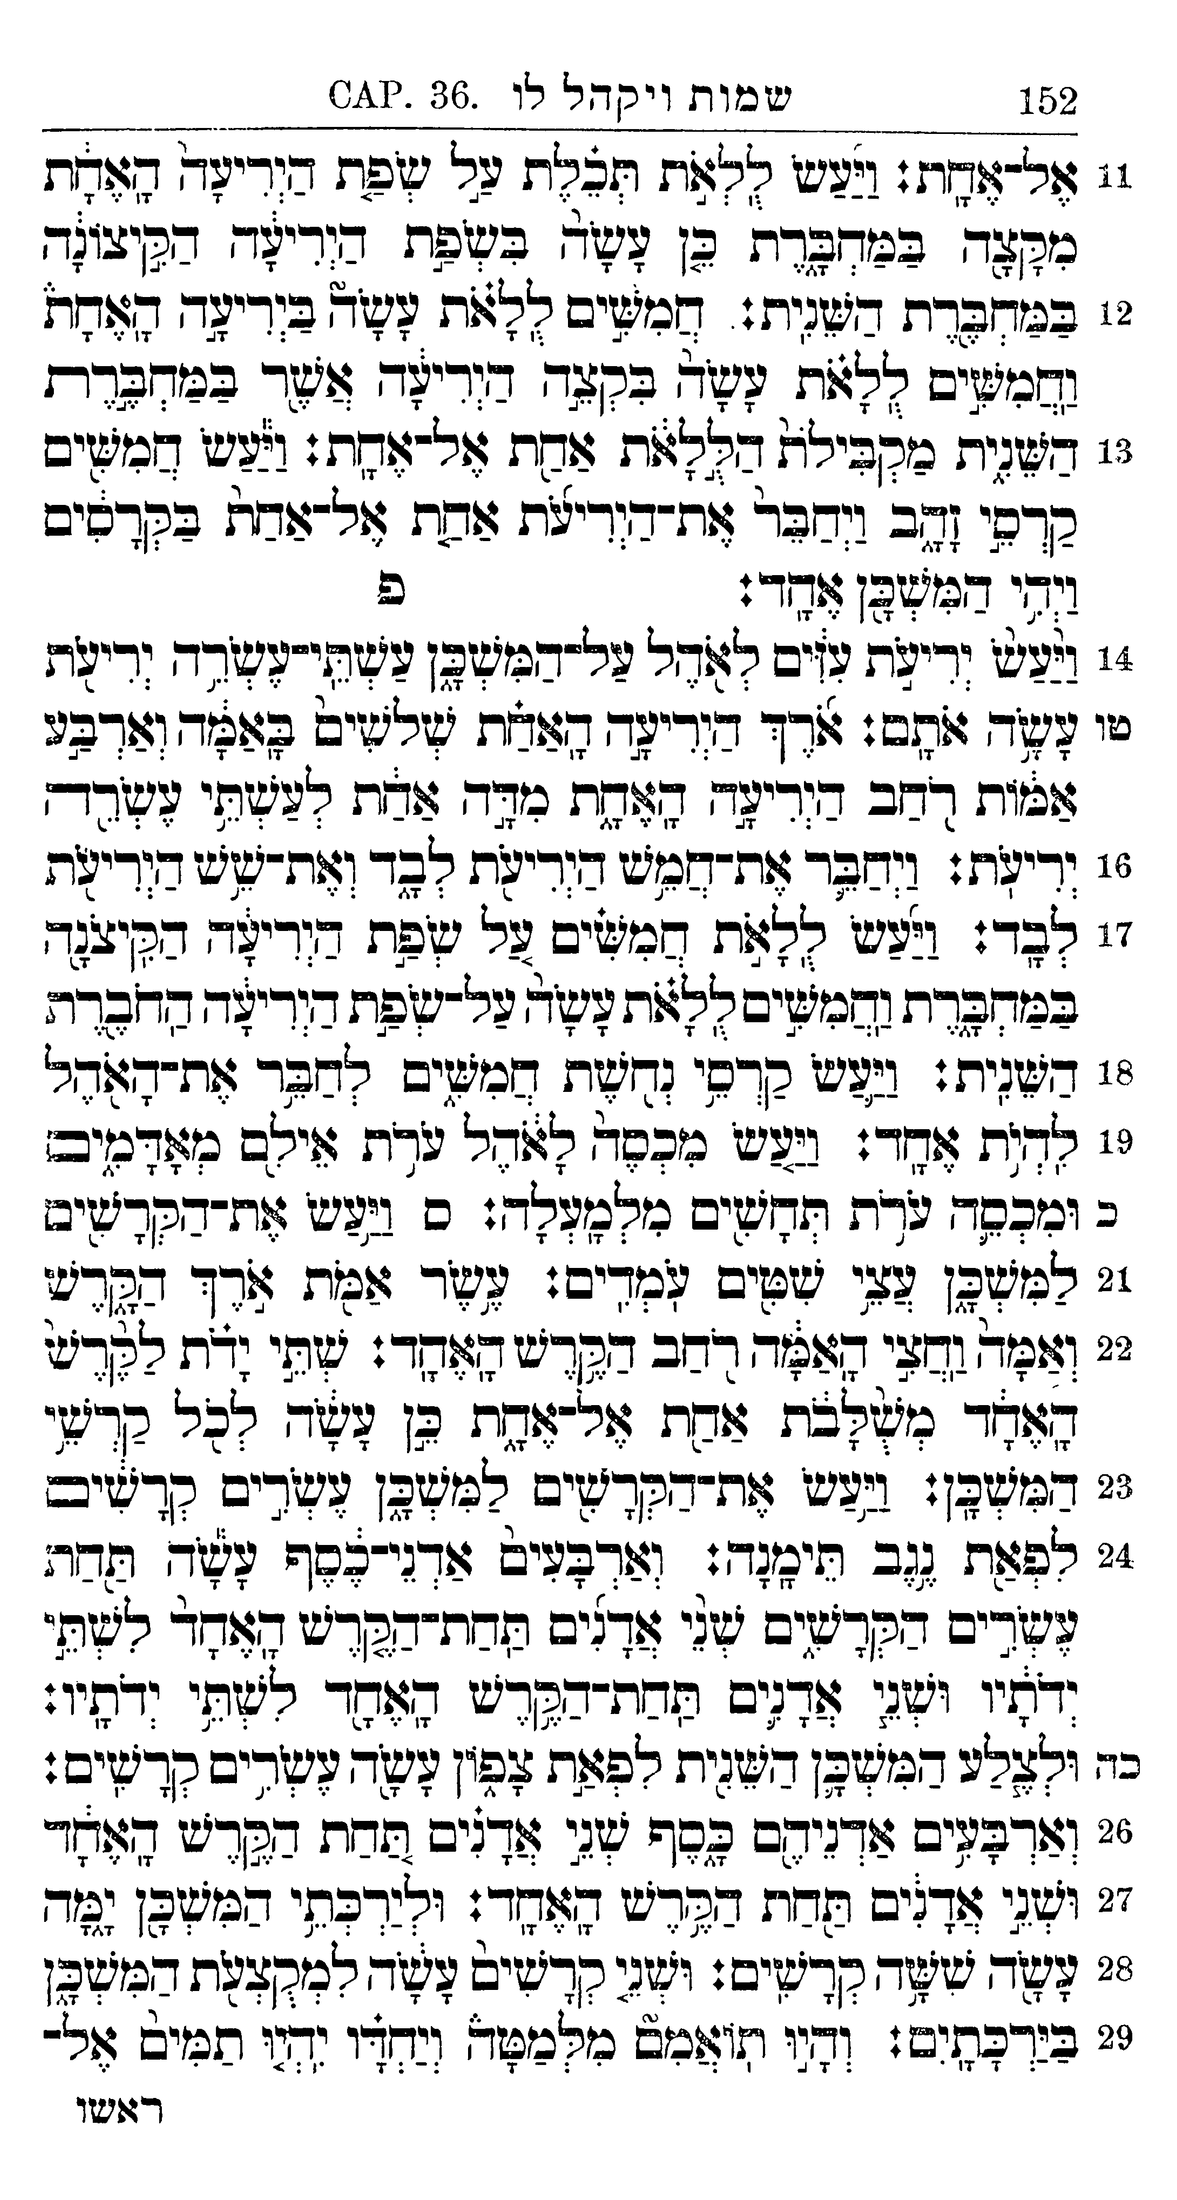 152 שמות ויקהל לו CAP. 36.
11 אֶל־אֶחָֽת׃ וַיַּ֜עַשׂ לֻֽלְאֹ֣ת תְּכֵ֗לֶת עַ֣ל שְׂפַ֤ת הַיְרִיעָה֙ הָֽאֶחָ֔ת
מִקָּצָ֖ה בַּמַּחְבָּ֑רֶת כֵּ֤ן עָשָׂה֙ בִּשְׂפַ֣ת הַיְרִיעָ֔ה הַקִּ֣יצוֹנָ֔ה
12 בַּמַּחְבֶּ֖רֶת הַשֵּׁנִֽית׃ חֲמִשִּׁ֣ים לֻֽלָאֹ֗ת עָשָׂה֮ בַּיְרִיעָ֣ה הָֽאֶחָת֒
וַֽחֲמִשִּׁ֣ים לֻֽלָאֹ֗ת עָשָׂה֙ בִּקְצֵ֣ה הַיְרִיעָ֔ה אֲשֶׁ֖ר בַּמַּחְבֶּ֣רֶת
13 הַשֵּׁנִ֑ית מַקְבִּילֹת֙ הַלֻּ֣לָאֹ֔ת אַחַ֖ת אֶל־אֶחָֽת׃ וַיַּ֕עַשׂ חֲמִשִּׁ֖ים
קַרְסֵ֣י זָהָ֑ב וַיְחַבֵּר֙ אֶת־הַיְרִיעֹ֜ת אַחַ֤ת אֶל־אַחַת֙ בַּקְּרָסִ֔ים
וַיְהִ֥י הַמִּשְׁכָּ֖ן אֶחָֽד׃ פ
14 וַיַּ֙עַשׂ֙ יְרִיעֹ֣ת עִזִּ֔ים לְאֹ֖הֶל עַל־הַמִּשְׁכָּ֑ן עַשְׁתֵּֽי־עֶשְׂרֵ֥ה יְרִיעֹ֖ת
טו עָשָׂ֥ה אֹתָֽם׃ אֹ֜רֶךְ הַיְרִיעָ֣ה הָֽאַחַ֗ת שְׁלֹשִׁים֙ בָּֽאַמָּ֔ה וְאַרְבַּ֣ע
אַמּ֔וֹת רֹ֖חַב הַיְרִיעָ֣ה הָֽאֶחָ֑ת מִדָּ֣ה אַחַ֔ת לְעַשְׁתֵּ֥י עֶשְׂרֵ֖ה
16 יְרִיעֹֽת׃ וַיְחַבֵּ֛ר אֶת־חֲמֵ֥שׁ הַיְרִיעֹ֖ת לְבָ֑ד וְאֶת־שֵׁ֥שׁ הַיְרִיעֹ֖ת
17 לְבָֽד׃ וַיַּ֜עַשׂ לֻֽלָאֹ֣ת חֲמִשִּׁ֗ים עַ֤ל שְׂפַ֣ת הַיְרִיעָ֔ה הַקִּֽיצֹנָ֖ה
בַּמַּחְבָּ֑רֶת וַֽחֲמִשִּׁ֣ים לֻֽלָאֹ֗ת עָשָׂה֙ עַל־שְׂפַ֣ת הַיְרִיעָ֔ה הַֽחֹבֶ֖רֶת
18 הַשֵּׁנִֽית׃ וַיַּ֛עַשׂ קַרְסֵ֥י נְחֹ֖שֶׁת חֲמִשִּׁ֑ים לְחַבֵּ֥ר אֶת־הָאֹ֖הֶל
19 לִֽהְיֹ֥ת אֶחָֽד׃ וַיַּ֤עַשׂ מִכְסֶה֙ לָאֹ֔הֶל עֹרֹ֥ת אֵילִ֖ם מְאָדָּמִ֑ים
כ וּמִכְסֵ֛ה עֹרֹ֥ת תְּחָשִׁ֖ים מִלְמָֽעְלָה׃ ס וַיַּ֥עַשׂ אֶת־הַקְּרָשִׁ֖ים
21 לַמִּשְׁכָּ֑ן עֲצֵ֥י שִׁטִּ֖ים עֹֽמְדִֽים׃ עֶ֥שֶׂר אַמֹּ֖ת אֹ֣רֶךְ הַקָּ֑רֶשׁ
22 וְאַמָּה֙ וַֽחֲצִ֣י הָֽאַמָּ֔ה רֹ֖חַב הַקֶּ֥רֶשׁ הָֽאֶחָֽד׃ שְׁתֵּ֣י יָדֹ֗ת לַקֶּ֙רֶשׁ֙
הָֽאֶחָ֔ד מְשֻׁ֨לָּבֹ֔ת אַחַ֖ת אֶל־אֶחָ֑ת כֵּ֣ן עָשָׂ֔ה לְכֹ֖ל קַרְשֵׁ֥י
23 הַמִּשְׁכָּֽן׃ וַיַּ֥עַשׂ אֶת־הַקְּרָשִׁ֖ים לַמִּשְׁכָּ֑ן עֶשְׂרִ֣ים קְרָשִׁ֔ים
24 לִפְאַ֖ת נֶ֥גֶב תֵּימָֽנָה׃ וְאַרְבָּעִים֙ אַדְנֵי־כֶ֔סֶף עָשָׂ֕ה תַּ֖חַת
עֶשְׂרִ֣ים הַקְּרָשִׁ֑ים שְׁנֵ֨י אֲדָנִ֜ים תַּֽחַת־הַקֶּ֤רֶשׁ הָֽאֶחָד֙ לִשְׁתֵּ֣י
יְדֹתָ֔יו וּשְׁנֵ֧י אֲדָנִ֛ים תַּֽחַת־הַקֶּ֥רֶשׁ הָֽאֶחָ֖ד לִשְׁתֵּ֥י יְדֹתָֽיו׃
כה וּלְצֶ֧לַע הַמִּשְׁכָּ֛ן הַשֵּׁנִ֖ית לִפְאַ֣ת צָפ֑וֹן עָשָׂ֖ה עֶשְׂרִ֥ים קְרָשִֽׁים׃
26 וְאַרְבָּעִ֥ים אַדְנֵיהֶ֖ם כָּ֑סֶף שְׁנֵ֣י אֲדָנִ֗ים תַּ֤חַת הַקֶּ֣רֶשׁ הָֽאֶחָ֔ד
27 וּשְׁנֵ֣י אֲדָנִ֔ים תַּ֖חַת הַקֶּ֥רֶשׁ הָֽאֶחָֽד׃ וּֽלְיַרְכְּתֵ֥י הַמִּשְׁכָּ֖ן יָ֑מָּה
28 עָשָׂ֖ה שִׁשָּׁ֥ה קְרָשִֽׁים׃ וּשְׁנֵ֤י קְרָשִׁים֙ עָשָׂ֔ה לִמְקֻצְעֹ֖ת הַמִּשְׁכָּ֑ן
29 בַּיַּרְכָתָֽיִם׃ וְהָי֣וּ תֽוֹאֲמִם֮ מִלְּמַטָּה֒ וְיַחְדָּ֗ו יִֽהְי֤וּ תַמִּים֙ אֶל־
ראשו